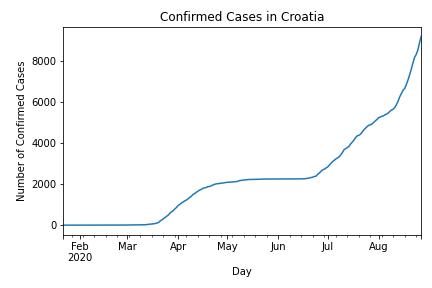 Confirmed Cases in Croatia
Number of Confirmed Cases
8000
6000
4000
2000
0
Feb Mar Apr May Jun Jul Aug
2020
Day